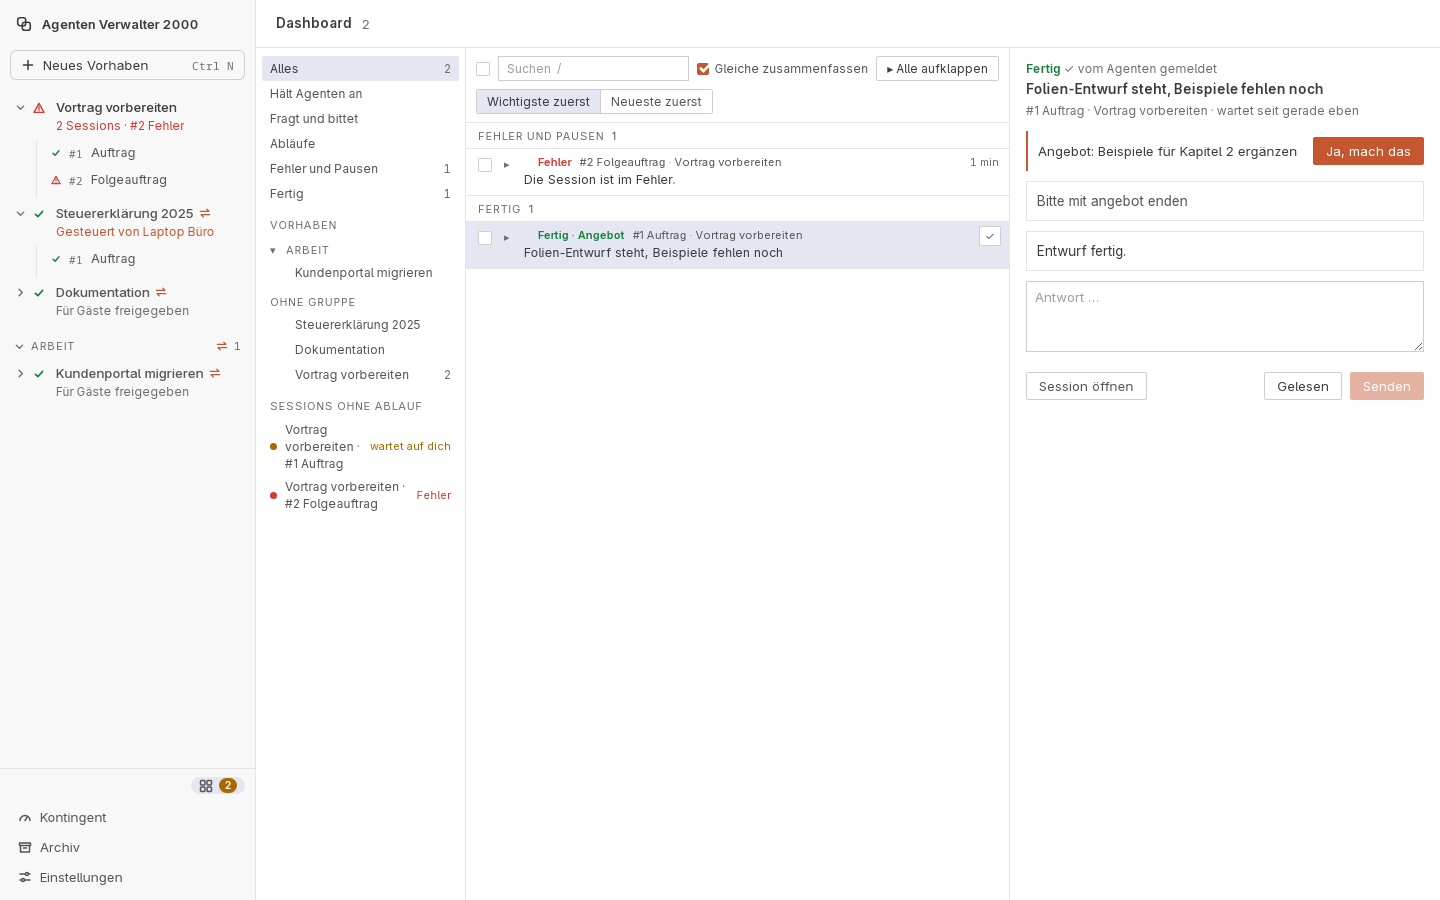 Agenten Verwalter 2000
Neues Vorhaben Ctrl N
Vortrag vorbereiten
2 Sessions · #2 Fehler
#1 Auftrag
#2 Folgeauftrag
Steuererklärung 2025
Gesteuert von Laptop Büro
#1 Auftrag
Dokumentation
Für Gäste freigegeben
ARBEIT 1
Kundenportal migrieren
Für Gäste freigegeben
2
Kontingent
Archiv
Einstellungen
Dashboard 2
Alles 2
Hält Agenten an
Fragt und bittet
Abläufe
Fehler und Pausen 1
Fertig 1
VORHABEN
ARBEIT
Kundenportal migrieren
OHNE GRUPPE
Steuererklärung 2025
Dokumentation
Vortrag vorbereiten 2
SESSIONS OHNE ABLAUF
Vortrag
vorbereiten · wartet auf dich
#1 Auftrag
Vortrag vorbereiten ·
#2 Folgeauftrag Fehler
Suchen / Gleiche zusammenfassen ▸ Alle aufklappen
Wichtigste zuerst Neueste zuerst
FEHLER UND PAUSEN 1
Fehler #2 Folgeauftrag · Vortrag vorbereiten 1 min
Die Session ist im Fehler.
FERTIG 1
Fertig · Angebot #1 Auftrag · Vortrag vorbereiten ✓
Folien-Entwurf steht, Beispiele fehlen noch
Fertig ✓ vom Agenten gemeldet
Folien-Entwurf steht, Beispiele fehlen noch
#1 Auftrag · Vortrag vorbereiten · wartet seit gerade eben
Angebot: Beispiele für Kapitel 2 ergänzen Ja, mach das
Bitte mit angebot enden
Entwurf fertig.
Antwort …
Session öffnen Gelesen Senden